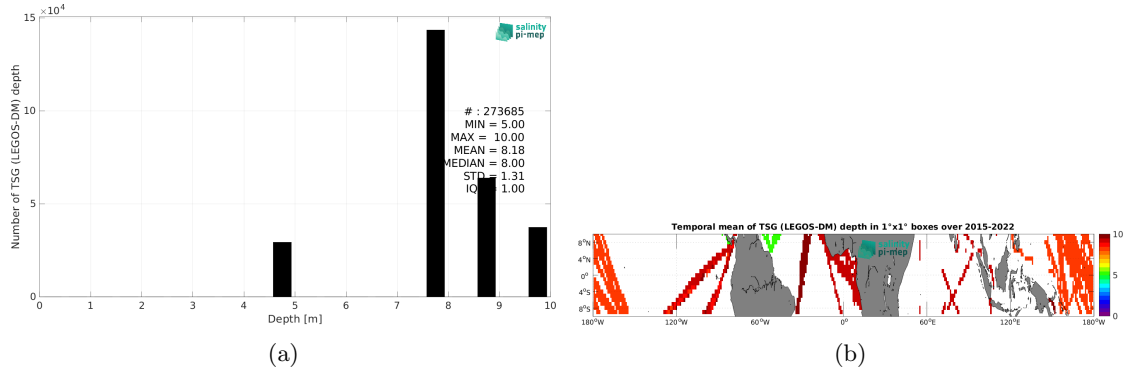 15 ×10⁴
salinity
pi-mep
Number of TSG (LEGOS-DM) depth
10
# : 273685
MIN = 5.00
MAX = 10.00
MEAN = 8.18
MEDIAN = 8.00
STD = 1.31
= 1.00
5
0
0 1 2 3 4 5 6 7 8 9 10
Depth [m]
(a)
Temporal mean of TSG (LEGOS-DM) depth in 1°x1° boxes over 2015-2022
salinity
pi-mep
8°N
4°N
0°
4°S
8°S
180°W 120°W 60°W 0° 60°E 120°E 180°W
10
5
0
(b)